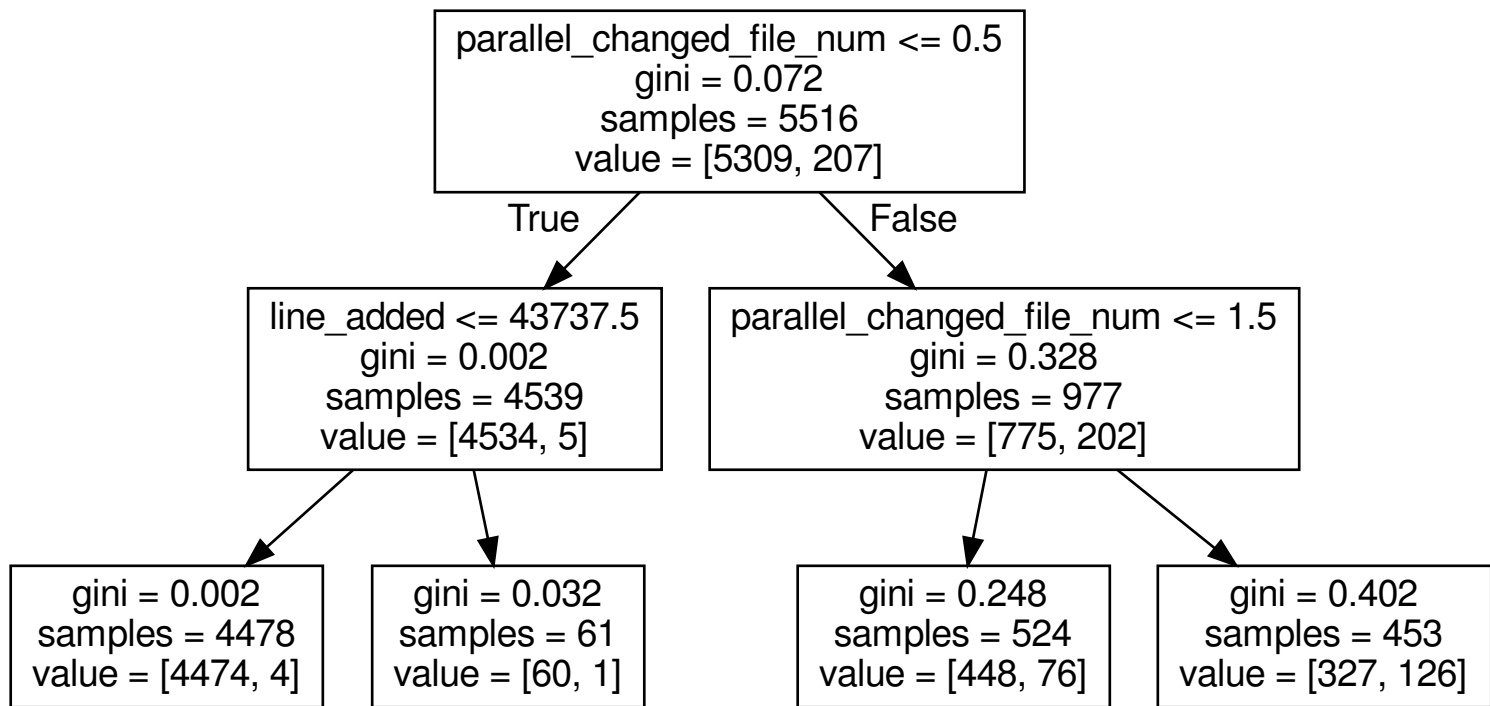 parallel_changed_file_num <= 0.5
gini = 0.072
samples = 5516
value = [5309, 207]
True
False
line_added <= 43737.5
gini = 0.002
samples = 4539
value = [4534, 5]
parallel_changed_file_num <= 1.5
gini = 0.328
samples = 977
value = [775, 202]
gini = 0.002
samples = 4478
value = [4474, 4]
gini = 0.032
samples = 61
value = [60, 1]
gini = 0.248
samples = 524
value = [448, 76]
gini = 0.402
samples = 453
value = [327, 126]